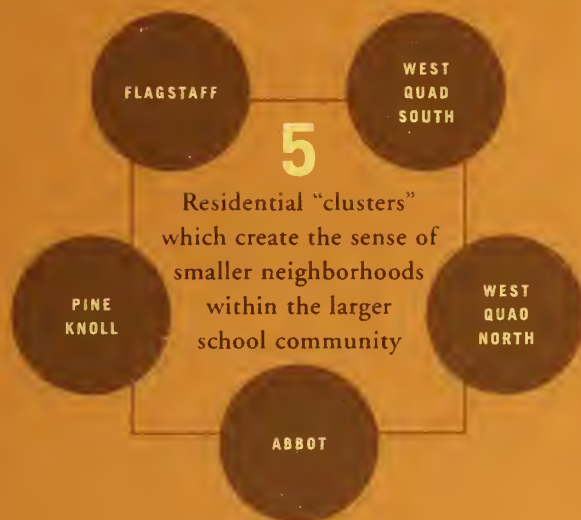 FLAGSTAFF
WEST
QUAD
SOUTH
5
Residential “clusters”
which create the sense of
smaller neighborhoods
within the larger
school community
PINE
KNOLL
WEST
QUAD
NORTH
ABBOT